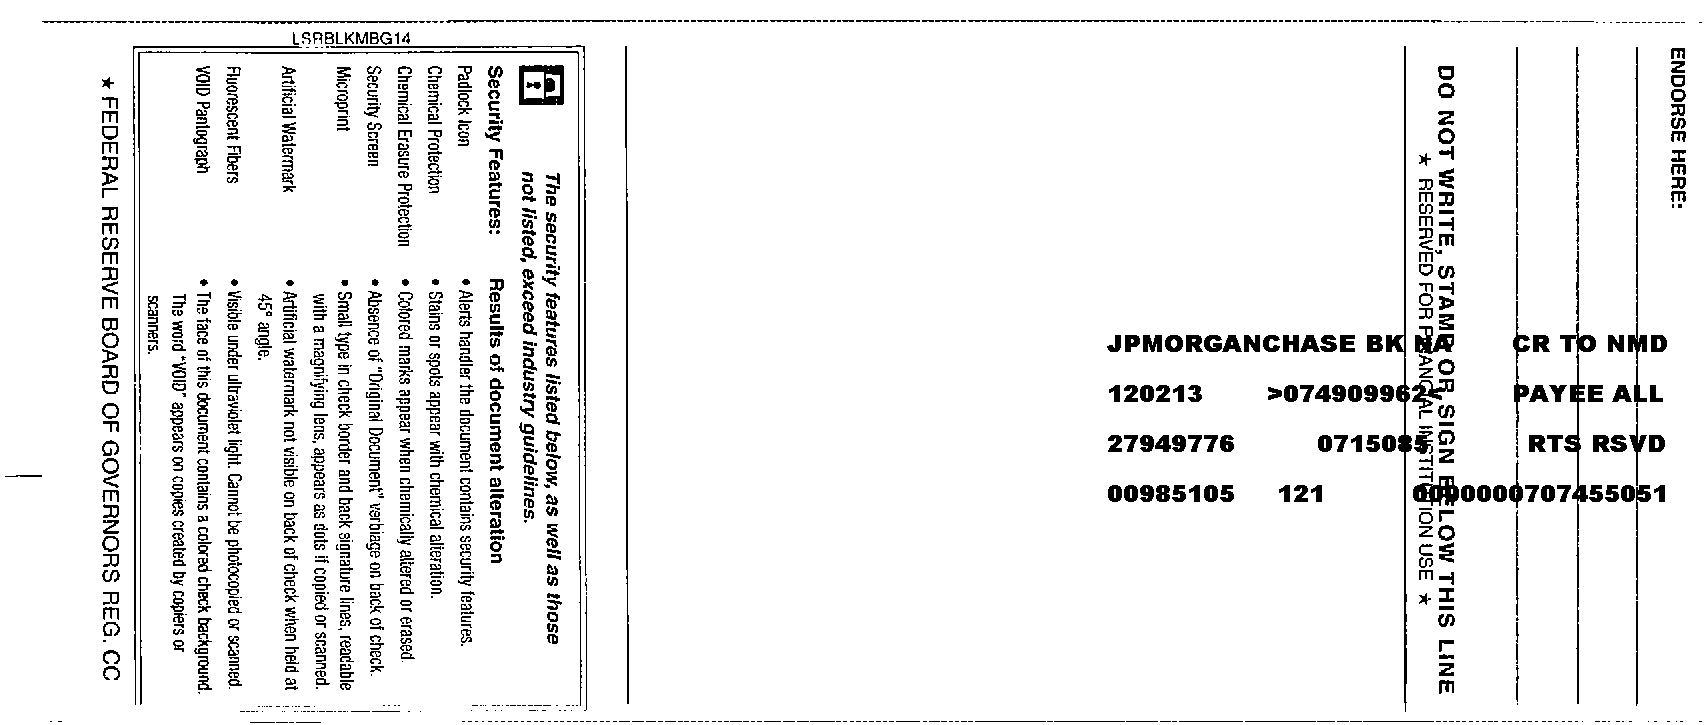 LSRBLKMBG14
The security features listed below, as well as those
not listed, exceed industry guidelines.
Security Features: Results of document alteration
Padlock Icon • Alerts handler the document contains security features.
Chemical Protection • Stains or spots appear with chemical alteration.
Chemical Erasure Protection • Colored marks appear when chemically altered or erased.
Security Screen • Absence of "Original Document" verbiage on back of check.
Microprint • Small type in check border and back signature lines, readable
with a magnifying lens, appears as dots if copied or scanned.
Artificial Watermark • Artificial watermark not visible on back of check when held at
45° angle.
Fluorescent Fibers • Visible under ultraviolet light. Cannot be photocopied or scanned.
VOID Pantograph • The face of this document contains a colored check background.
The word "VOID" appears on copies created by copiers or
scanners.
★ FEDERAL RESERVE BOARD OF GOVERNORS REG. CC
ENDORSE HERE:
DO NOT WRITE, STAMP OR SIGN BELOW THIS LINE
★ RESERVED FOR FINANCIAL INSTITUTION USE ★
JPMORGANCHASE BK NA CR TO NMD
120213 >074909962< PAYEE ALL
27949776 0715085 RTS RSVD
00985105 121 0000000707455051